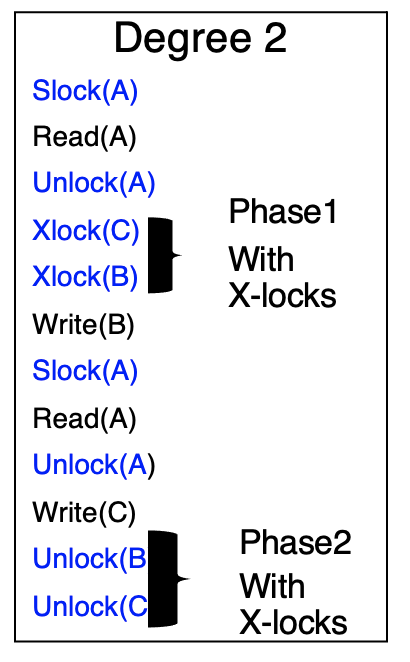 Degree 2
Slock(A)
Read(A)
Unlock(A)
Xlock(C)
Xlock(B)
Phase1
With
X-locks
Write(B)
Slock(A)
Read(A)
Unlock(A)
Write(C)
Unlock(B
Unlock(C
Phase2
With
X-locks